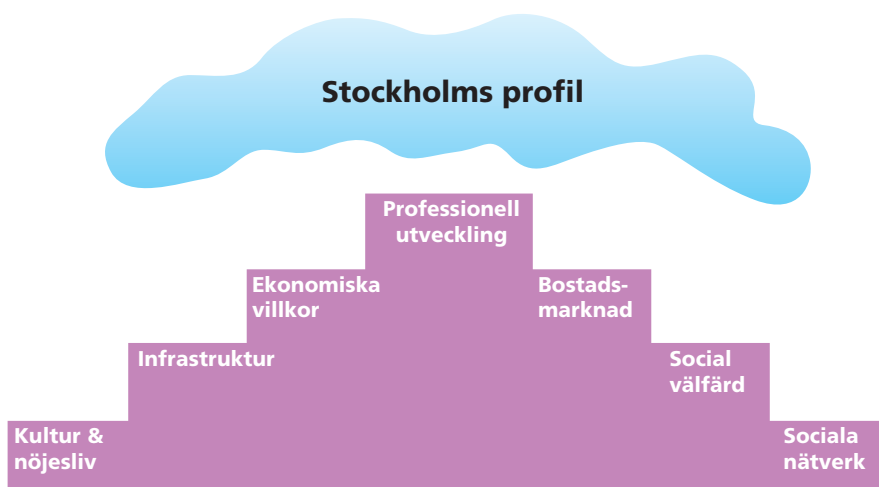 Stockholms profil
Professionell
utveckling
Ekonomiska
villkor
Bostads-
marknad
Infrastruktur
Social
välfärd
Kultur &
nöjesliv
Sociala
nätverk